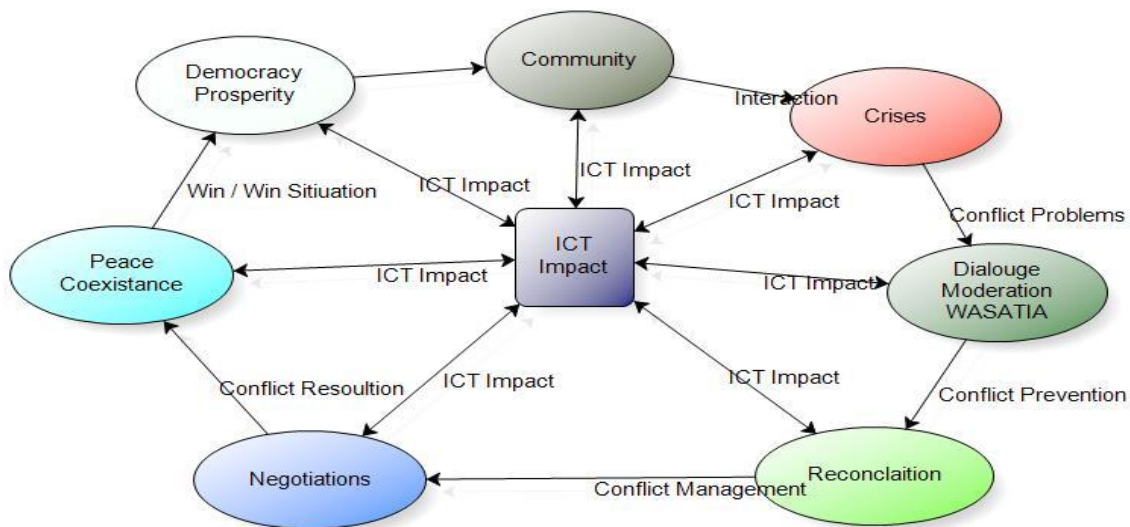 Democracy
Prosperity
Community
Interaction
Crises
ICT Impact
ICT Impact
ICT Impact
Win / Win Sitiuation
Conflict Problems
ICT
Impact
Peace
Coexistance
ICT Impact
ICT Impact
Dialouge
Moderation
WASATIA
Conflict Resoultion
ICT Impact
ICT Impact
Conflict Prevention
Negotiations
Conflict Management
Reconclaition